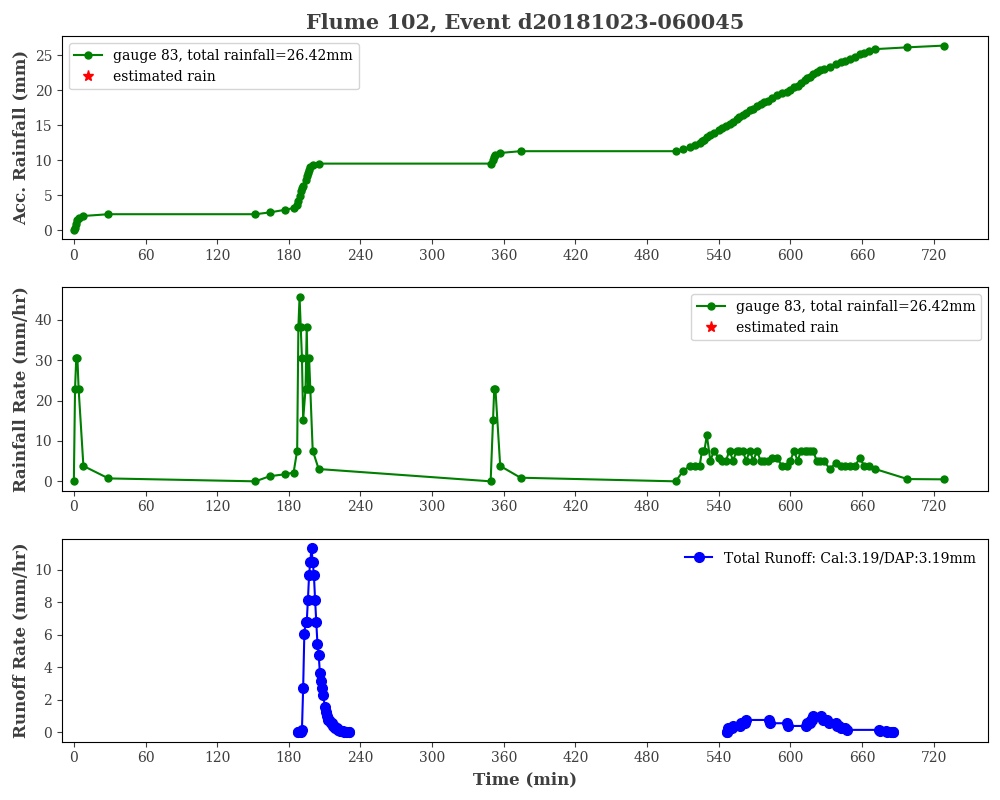 Flume 102, Event d20181023-060045
Acc. Rainfall (mm)
25
20
15
10
5
0
gauge 83, total rainfall=26.42mm
estimated rain
0 60 120 180 240 300 360 420 480 540 600 660 720
Rainfall Rate (mm/hr)
40
30
20
10
0
gauge 83, total rainfall=26.42mm
estimated rain
0 60 120 180 240 300 360 420 480 540 600 660 720
Runoff Rate (mm/hr)
10
8
6
4
2
0
Total Runoff: Cal:3.19/DAP:3.19mm
0 60 120 180 240 300 360 420 480 540 600 660 720
Time (min)